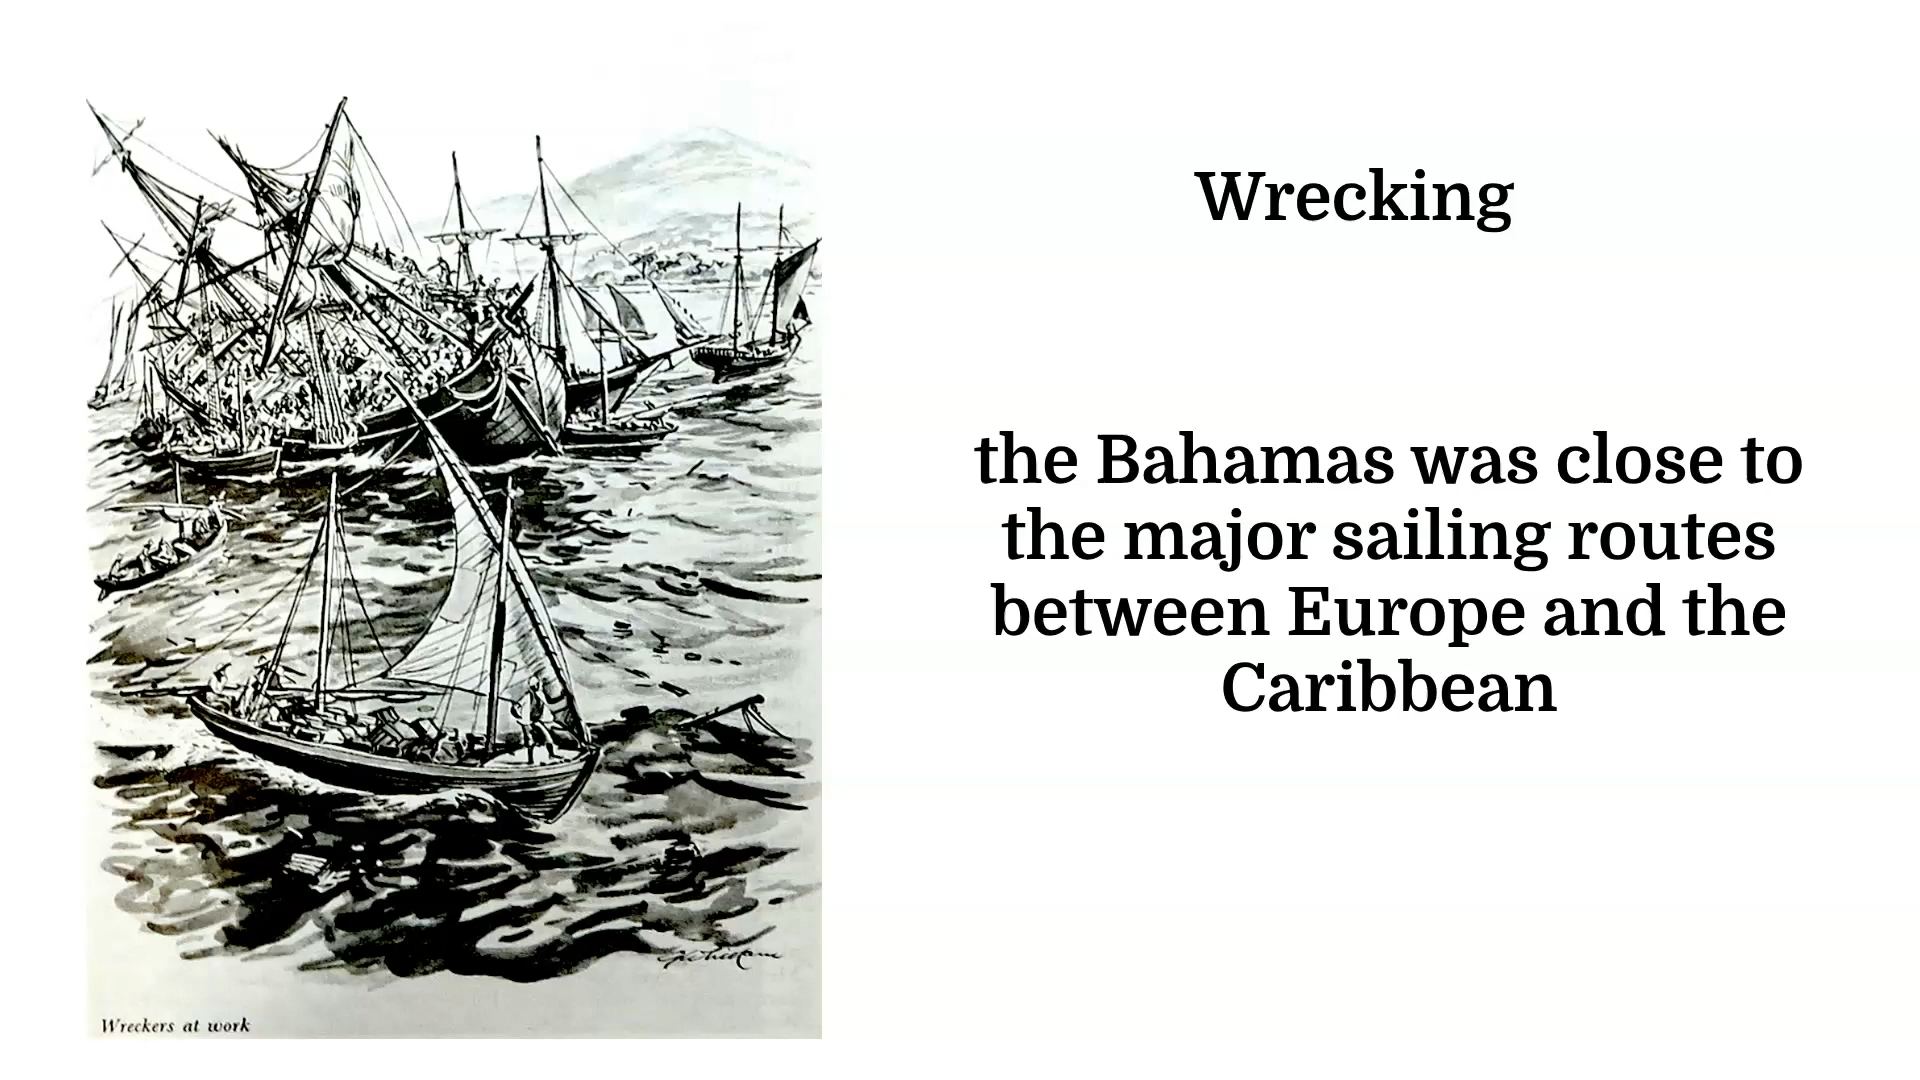 Wrecking
the Bahamas was close to
the major sailing routes
between Europe and the
Caribbean
Wreckers at work